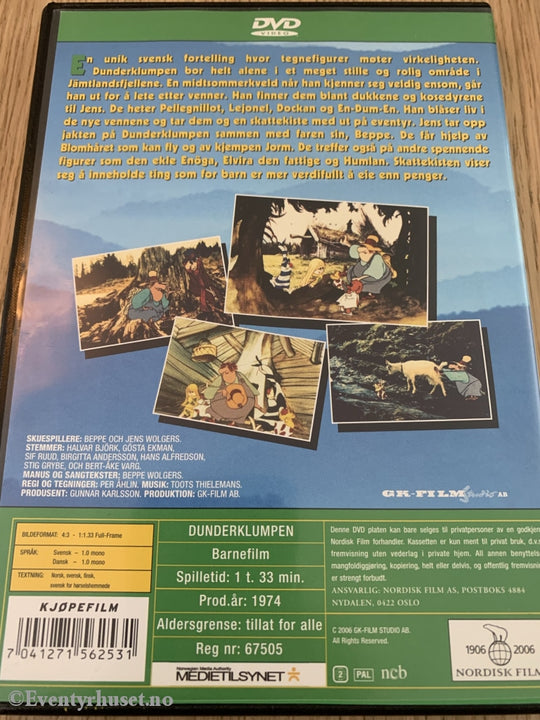 DVD
VIDEO
En unik svensk fortelling hvor tegnefigurer møter virkeligheten.
Dunderklumpen bor helt alene i et meget stille og rolig område i
Jämtlandsfjellene. En midtsommerkveld når han kjenner seg veldig ensom, går
han ut for å lete etter venner. Han finner dem blant dukkene og kosedyrene
til Jens. De heter Pellegnillot, Lejonel, Dockan og En-Dum-En. Han blåser liv i
de nye vennene og tar dem og en skattekiste med ut på eventyr. Jens tar opp
jakten på Dunderklumpen sammen med faren sin, Beppe. De får hjelp av
Blomhåret som kan fly og av kjempen Jorm. De treffer også på andre spennende
figurer som den ekle Enöga, Elvira den fattige og Humlan. Skattekisten viser
seg å inneholde ting som for barn er mer verdifullt å eie enn penger.
SKUESPILLERE: BEPPE OCH JENS WOLGERS.
STEMMER: HALVAR BJÖRK, GÖSTA EKMAN,
SIF RUUD, BIRGITTA ANDERSSON, HANS ALFREDSON,
STIG GRYBE, OCH BERT-ÅKE VARG.
MANUS OG SANGTEKSTER; BEPPE WOLGERS.
REGI OG TEGNINGER: PER ÅHLIN. MUSIK: TOOTS THIELEMANS.
PRODUSENT: GUNNAR KARLSSON. PRODUKTION: GK-FILM AB.
GK-FILM Studio AB
BILDEFORMAT: 4:3 - 1:1.33 Full-Frame
SPRÅK: Svensk – 1.0 mono
Dansk – 1.0 mono
TEXTNING: Norsk, svensk, finsk,
svensk for hørselshemmede
KJØPEFILM
7 041271 562531
DUNDERKLUMPEN
Barnefilm
Spilletid: 1 t. 33 min.
Prod.år: 1974
Aldersgrense: tillat for alle
Reg nr: 67505
Norwegian Media Authority
MEDIETILSYNET
Denne DVD platen kan bare selges til privatpersoner av en godkjen
Nordisk Film forhandler. Kassetten er kun ment til privat bruk, d.v.s
fremvisning uten vederlag i private hjem. All annen benyttels
mangfoldiggjøring, kopiering, helt eller delvis, og offentlig fremvisning
er strengt forbudt.
ANSVARLIG: NORDISK FILM AS, POSTBOKS 4884
NYDALEN, 0422 OSLO
© 2006 GK-FILM STUDIO AB.
2 PAL ncb
1906 2006
NORDISK FILM
©Eventyrhuset.no